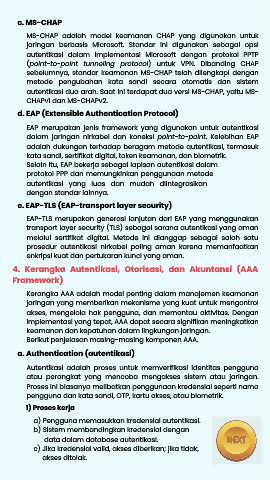 c. MS-CHAP
MS-CHAP adalah model keamanan CHAP yang digunakan untuk
jaringan berbasis Microsoft. Standar ini digunakan sebagai opsi
autentikasi dalam implementasi Microsoft dengan protokol PPTP
(point-to-point tunneling protocol) untuk VPN. Dibanding CHAP
sebelumnya, standar keamanan MS-CHAP telah dilengkapi dengan
metode pengubahan kata sandi secara otomatis dan sistem
autentikasi dua arah. Saat ini terdapat dua versi MS-CHAP, yaitu MS-
CHAPv1 dan MS-CHAPv2.
d. EAP (Extensible Authentication Protocol)
EAP merupakan jenis framework yang digunakan untuk autentikasi
dalam jaringan nirkabel dan koneksi point-to-point. Kelebihan EAP
adalah dukungan terhadap beragam metode autentikasi, termasuk
kata sandi, sertifikat digital, token keamanan, dan biometrik.
Selain itu, EAP bekerja sebagai lapisan autentikasi dalam
protokol PPP dan memungkinkan penggunaan metode
autentikasi yang luas dan mudah diintegrasikan
dengan standar lainnya.
e. EAP-TLS (EAP-transport layer security)
EAP-TLS merupakan generasi lanjutan dari EAP yang menggunakan
transport layer security (TLS) sebagai sarana autentikasi yang aman
melalui sertifikat digital. Metode ini dianggap sebagai salah satu
prosedur autentikasi nirkabel paling aman karena memanfaatkan
enkripsi kuat dan pertukaran kunci yang aman.
4. Kerangka Autentikasi, Otorisasi, dan Akuntansi (AAA
Framework)
Kerangka AAA adalah model penting dalam manajemen keamanan
jaringan yang memberikan mekanisme yang kuat untuk mengontrol
akses, mengelola hak pengguna, dan memantau aktivitas. Dengan
implementasi yang tepat, AAA dapat secara signifikan meningkatkan
keamanan dan kepatuhan dalam lingkungan jaringan.
Berikut penjelasan masing-masing komponen AAA.
a. Authentication (autentikasi)
Autentikasi adalah proses untuk memverifikasi identitas pengguna
atau perangkat yang mencoba mengakses sistem atau jaringan.
Proses ini biasanya melibatkan penggunaan kredensial seperti nama
pengguna dan kata sandi, OTP, kartu akses, atau biometrik.
1) Proses kerja
a) Pengguna memasukkan kredensial autentikasi.
b) Sistem membandingkan kredensial dengan
data dalam database autentikasi.
c) Jika kredensial valid, akses diberikan; jika tidak,
akses ditolak.
NEXT